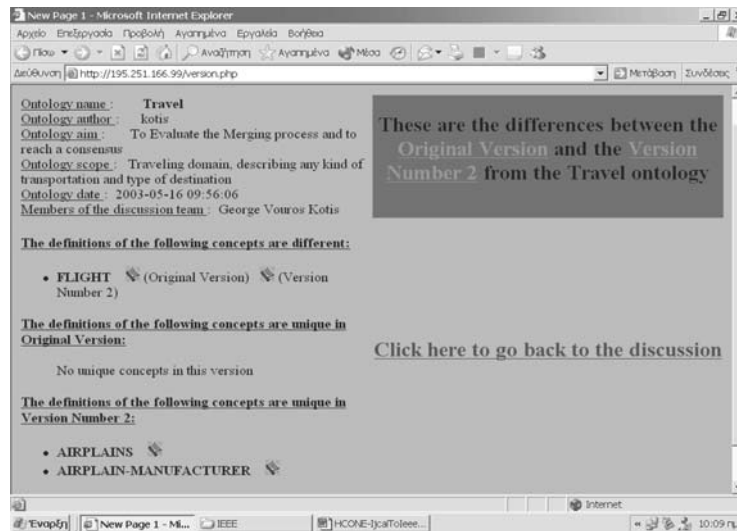 New Page 1 - Microsoft Internet Explorer
Αρχείο Επεξεργασία Προβολή Αγαπημένα Εργαλεία Βοήθεια
Πίσω Αναζήτηση Αγαπημένα Μέσα
Διεύθυνση http://195.251.166.99/version.php Μετάβαση Συνδέσεις
Ontology name : Travel
Ontology author : kotis
Ontology aim : To Evaluate the Merging process and to
reach a consensus
Ontology scope : Traveling domain, describing any kind of
transportation and type of destination
Ontology date : 2003-05-16 09:56:06
Members of the discussion team : George Vouros Kotis
The definitions of the following concepts are different:
• FLIGHT (Original Version) (Version
Number 2)
The definitions of the following concepts are unique in
Original Version:
No unique concepts in this version
The definitions of the following concepts are unique in
Version Number 2:
• AIRPLAINS
• AIRPLAIN-MANUFACTURER
These are the differences between the
Original Version and the Version
Number 2 from the Travel ontology
Click here to go back to the discussion
Internet
Έναρξη New Page 1 - Mi... IEEE HCONE-IjcaiToIeee... 10:09 πμ